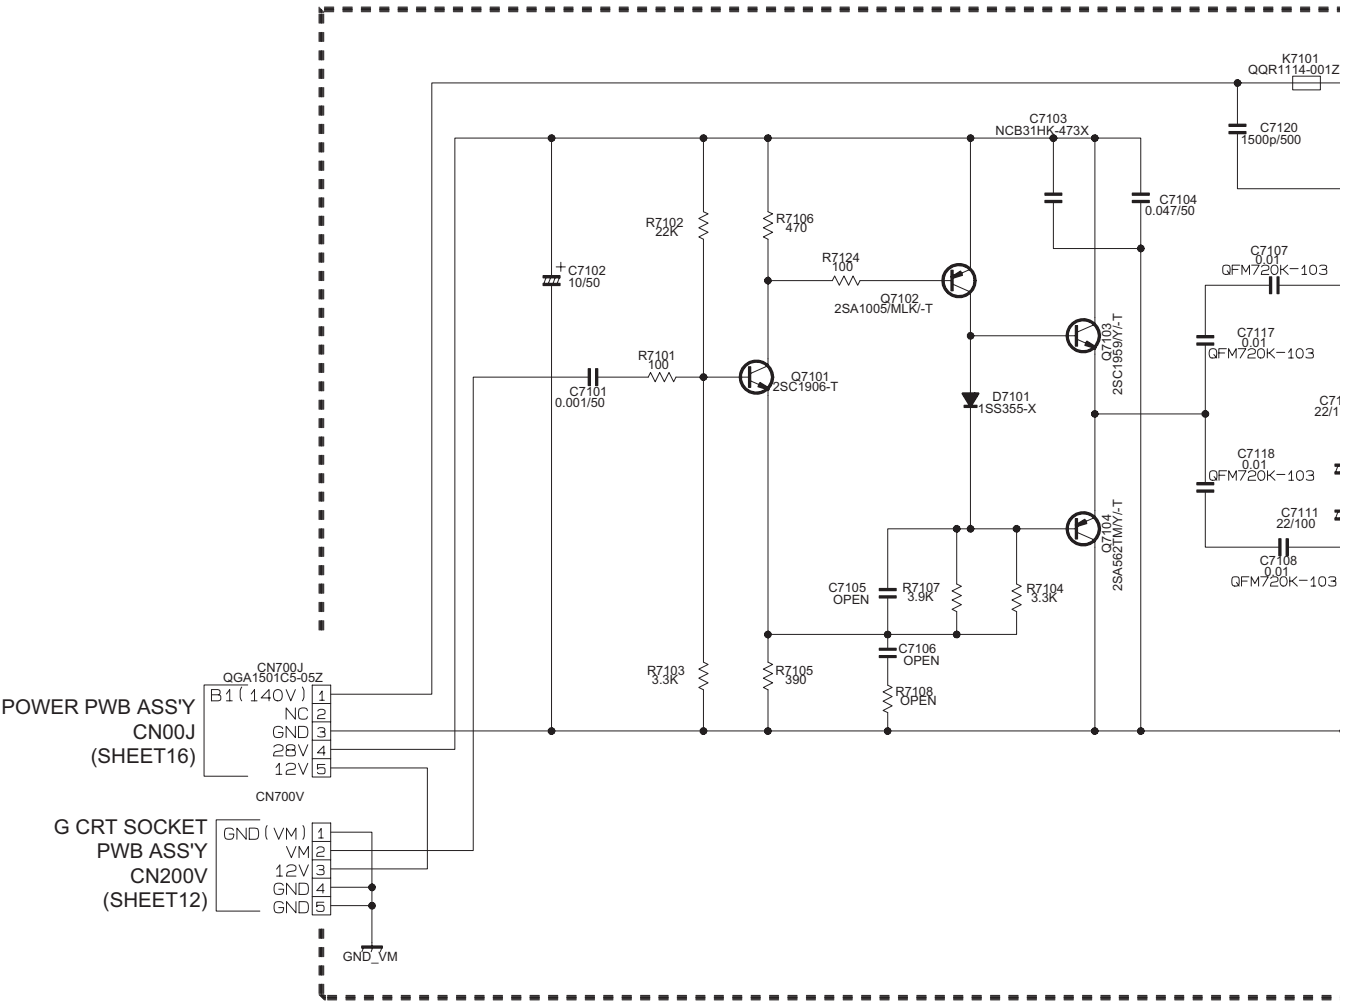 K7101
QQR1114-001Z
C7120
1500p/500
C7103
NCB31HK-473X
C7104
0.047/50
R7102
22K
R7106
470
C7102
10/50
+
R7124
100
Q7102
2SA1005/MLK/-T
C7107
0.01
QFM720K-103
C7117
0.01
QFM720K-103
Q7103
2SC1959/Y/-T
R7101
100
C7101
0.001/50
Q7101
2SC1906-T
D7101
1SS355-X
C71
22/1
C7118
0.01
QFM720K-103
C7111
22/100
C7108
0.01
QFM720K-103
Q7104
2SA562TM/Y/-T
C7105
OPEN
R7107
3.9K
R7104
3.3K
C7106
OPEN
R7103
3.3K
R7105
390
R7108
OPEN
CN700J
QGA1501C5-05Z
POWER PWB ASS'Y
CN00J
(SHEET16)
B1(140V) 1
NC 2
GND 3
28V 4
12V 5
CN700V
G CRT SOCKET
PWB ASS'Y
CN200V
(SHEET12)
GND(VM) 1
VM 2
12V 3
GND 4
GND 5
GND_VM